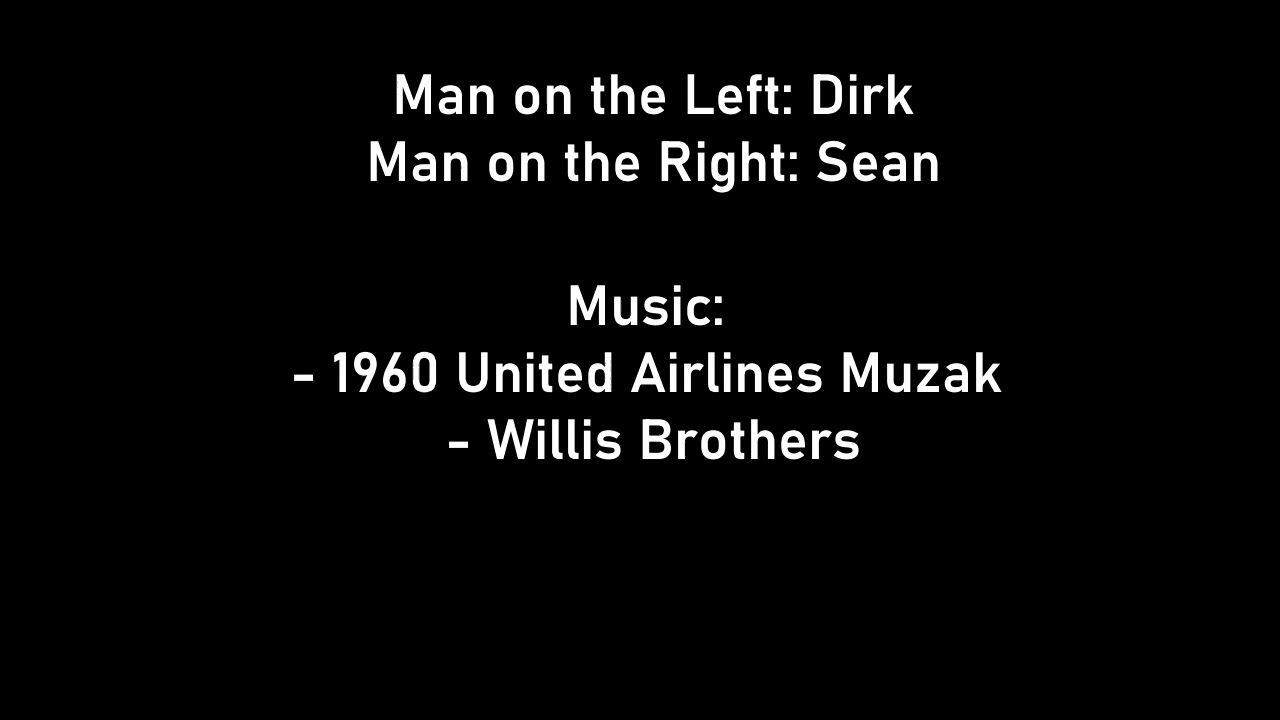 Man on the Left: Dirk
Man on the Right: Sean
Music:
- 1960 United Airlines Muzak
- Willis Brothers